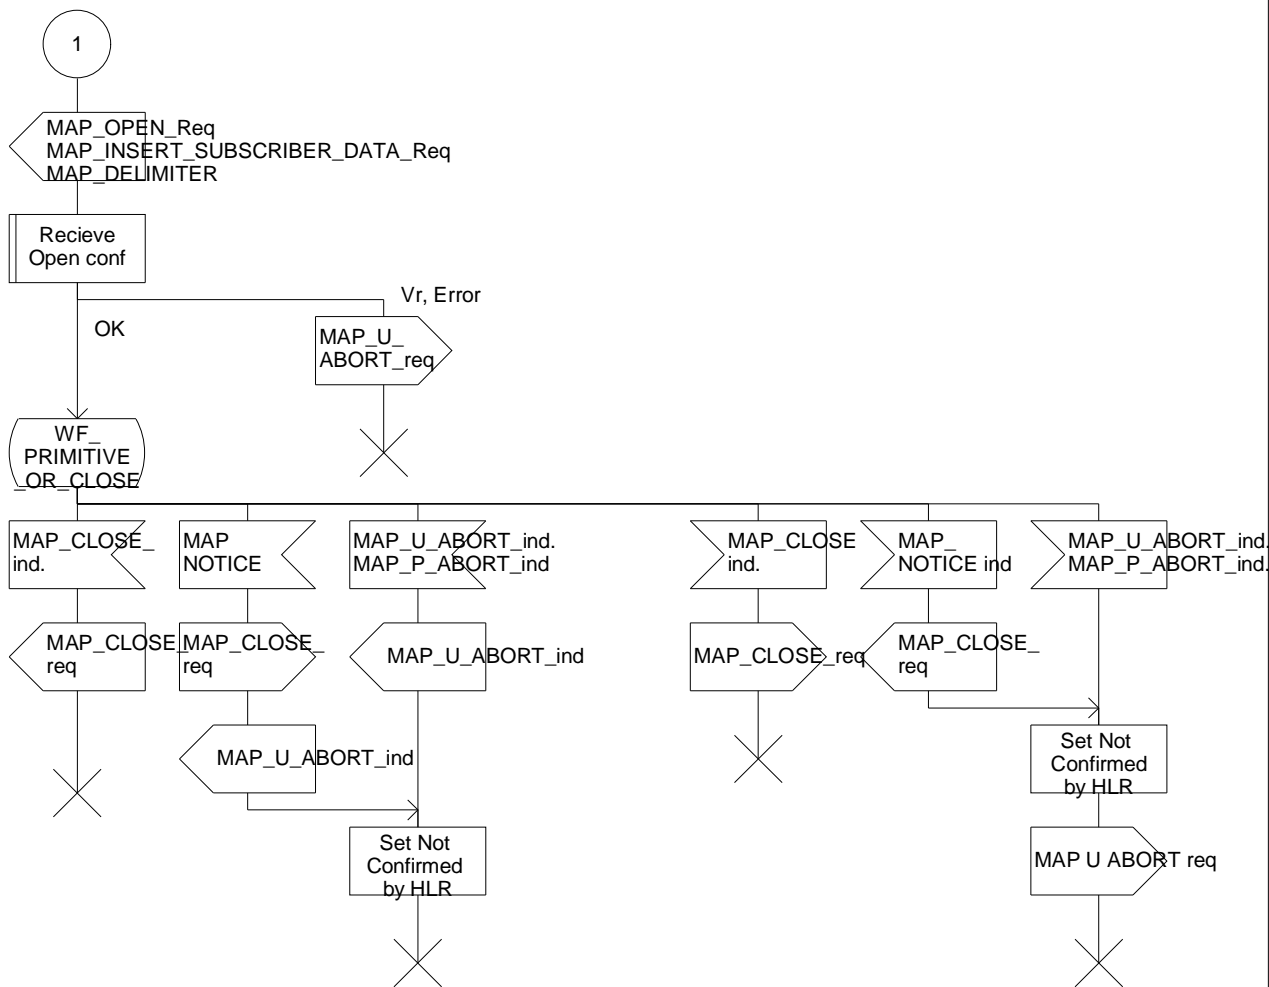 1
MAP_OPEN_Req
MAP_INSERT_SUBSCRIBER_DATA_Req
MAP_DELIMITER
Recieve
Open conf
Vr, Error
OK
MAP_U_
ABORT_req
WF_
PRIMITIVE
_OR_CLOSE
MAP_CLOSE_
ind.
MAP
NOTICE
MAP_U_ABORT_ind.
MAP_P_ABORT_ind
MAP_CLOSE
ind.
MAP_
NOTICE ind
MAP_U_ABORT_ind.
MAP_P_ABORT_ind.
MAP_CLOSE_
req
MAP_CLOSE_
req
MAP_U_ABORT_ind
MAP_CLOSE_req
MAP_CLOSE_
req
MAP_U_ABORT_ind
Set Not
Confirmed
by HLR
Set Not
Confirmed
by HLR
MAP U ABORT req